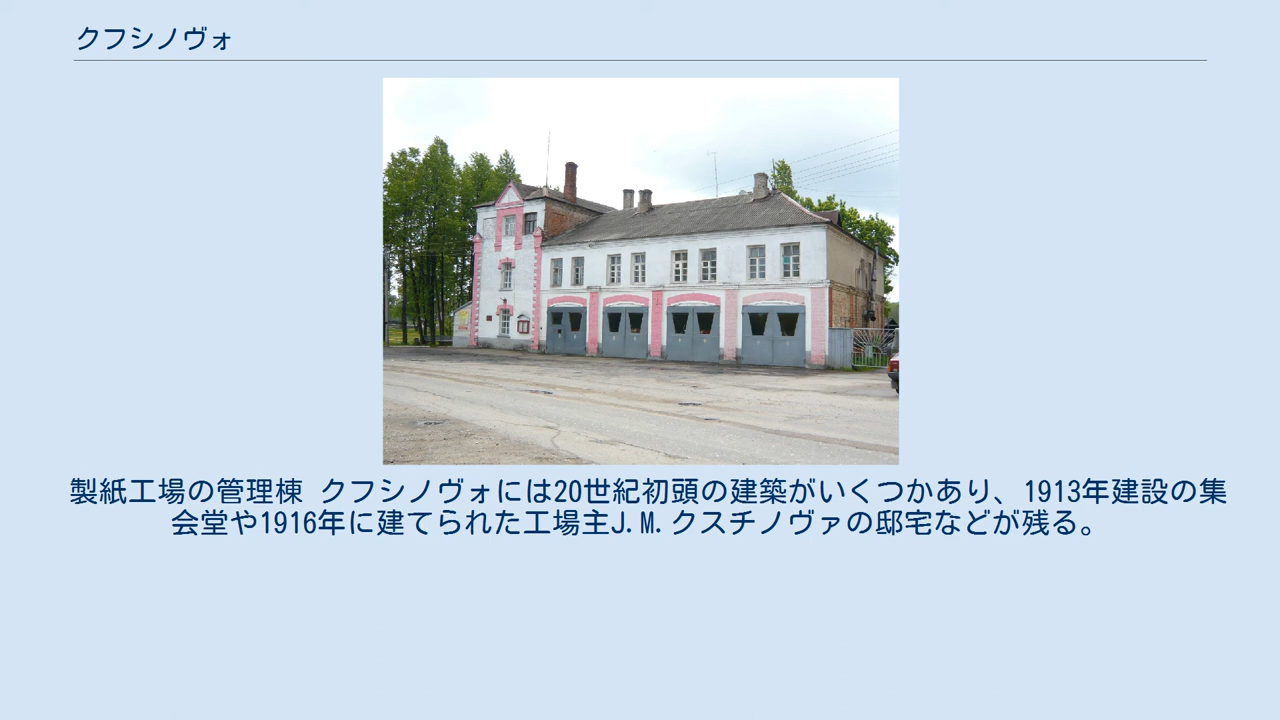 クフシノヴォ
製紙工場の管理棟 クフシノヴォには20世紀初頭の建築がいくつかあり、1913年建設の集
会堂や1916年に建てられた工場主J.M.クスチノヴァの邸宅などが残る。